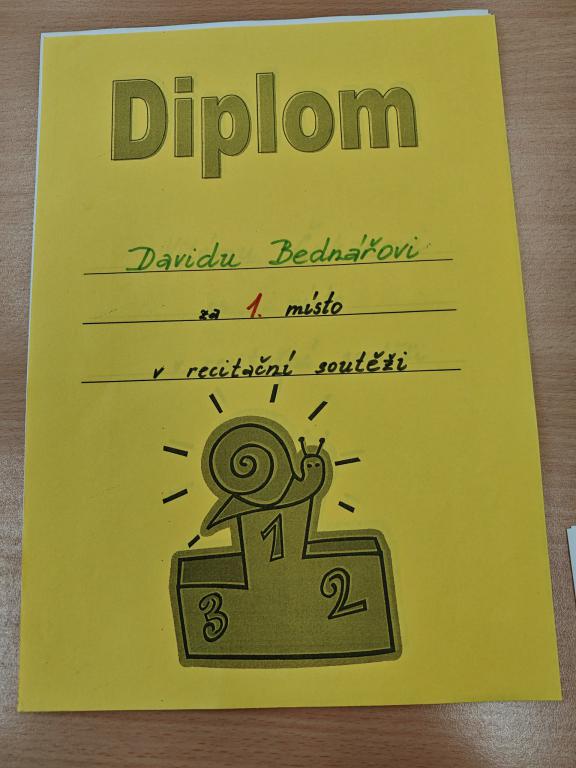 Diplom
Davidu Bednářovi
za 1. místo
v recitační soutěži
1
3 2